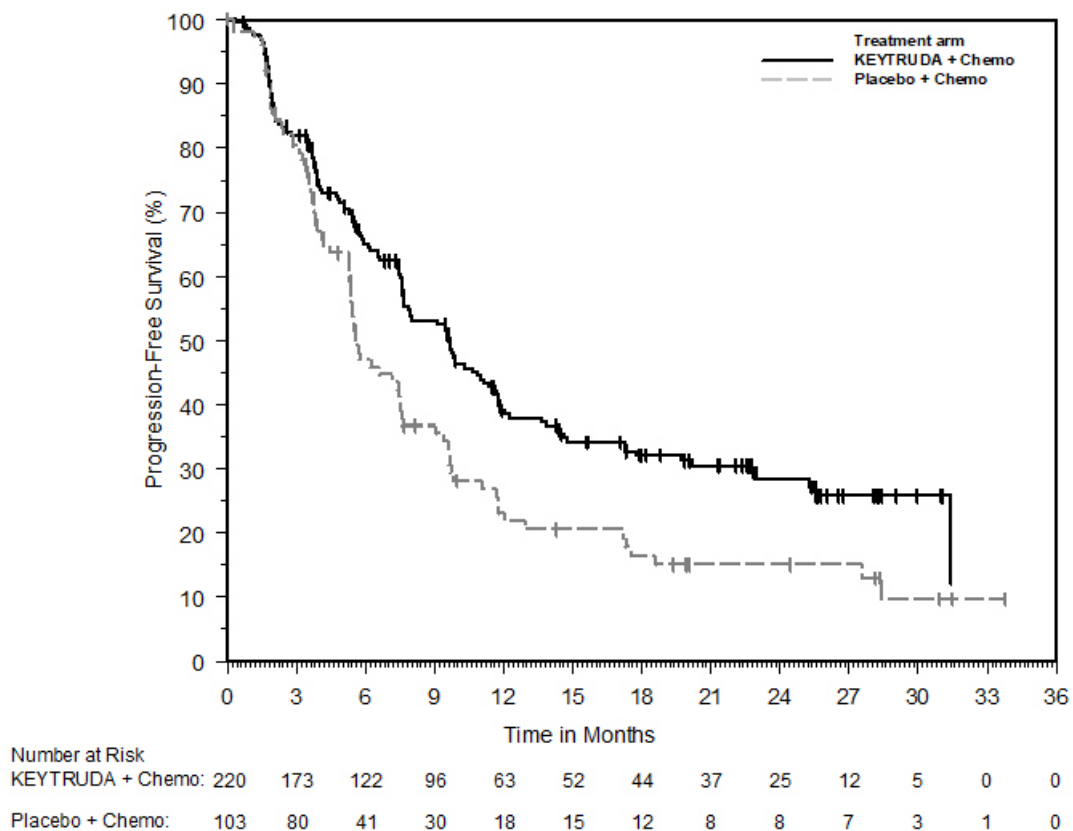 Treatment arm
KEYTRUDA + Chemo
Placebo + Chemo
Progression-Free Survival (%)
100
90
80
70
60
50
40
30
20
10
0
0 3 6 9 12 15 18 21 24 27 30 33 36
Time in Months
Number at Risk
KEYTRUDA + Chemo: 220 173 122 96 63 52 44 37 25 12 5 0 0
Placebo + Chemo: 103 80 41 30 18 15 12 8 8 7 3 1 0